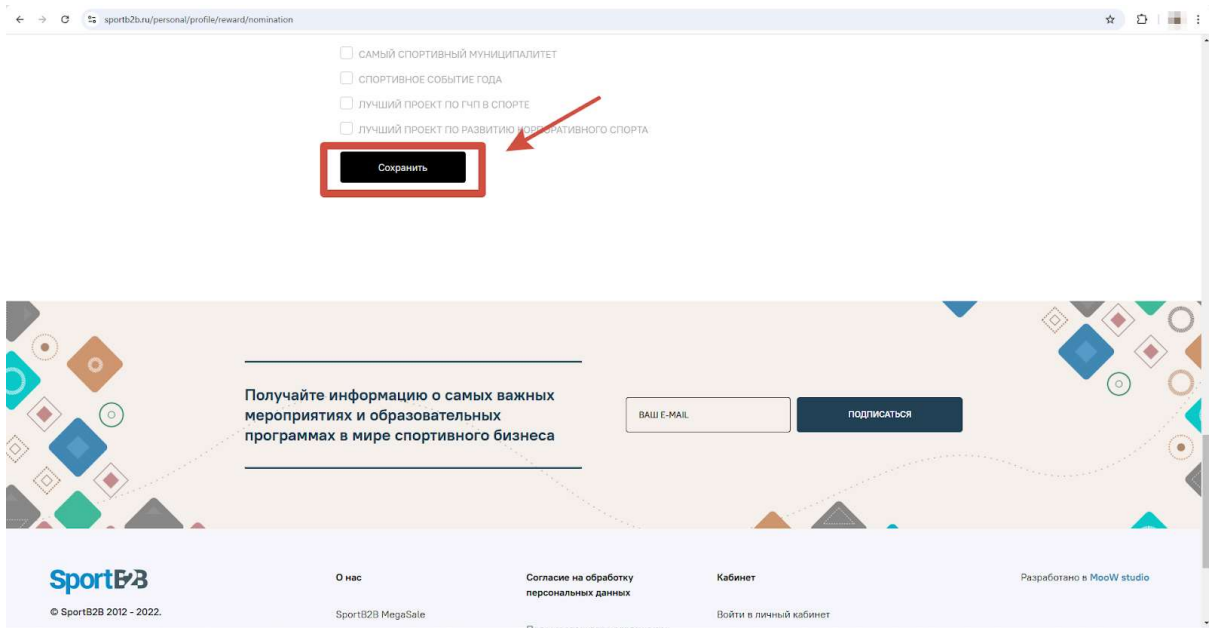 sportb2b.ru/personal/profile/reward/nomination
САМЫЙ СПОРТИВНЫЙ МУНИЦИПАЛИТЕТ
СПОРТИВНОЕ СОБЫТИЕ ГОДА
ЛУЧШИЙ ПРОЕКТ ПО ГЧП В СПОРТЕ
ЛУЧШИЙ ПРОЕКТ ПО РАЗВИТИЮ КОРПОРАТИВНОГО СПОРТА
Сохранить
Получайте информацию о самых важных
мероприятиях и образовательных
программах в мире спортивного бизнеса
ВАШ E-MAIL
ПОДПИСАТЬСЯ
SportB2B
© SportB2B 2012 - 2022.
О нас
SportB2B MegaSale
Согласие на обработку
персональных данных
Кабинет
Войти в личный кабинет
Разработано в MooW studio